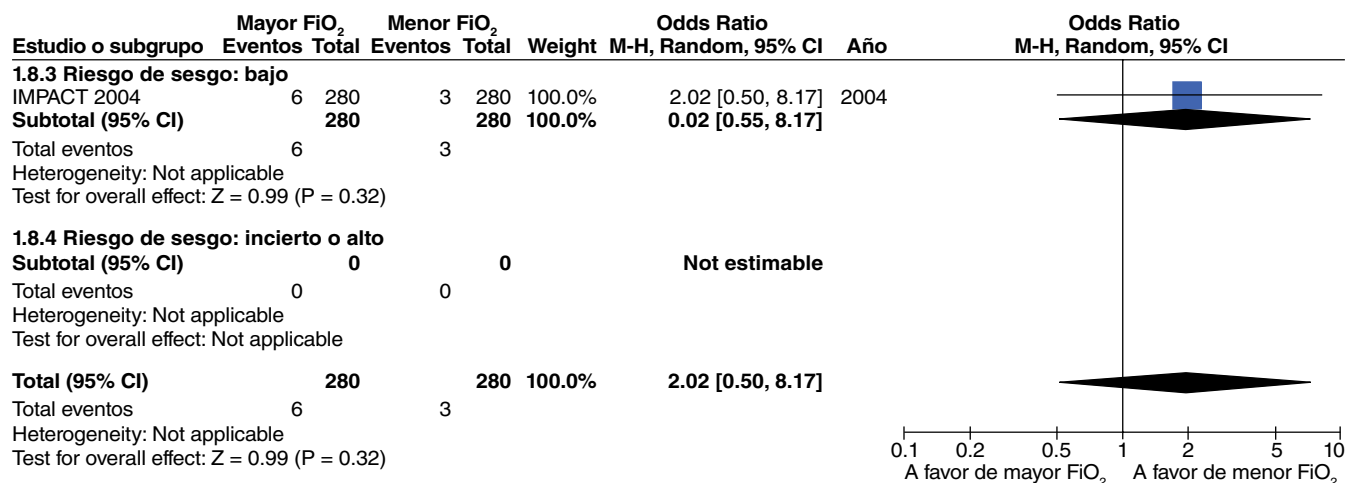 Mayor FiO2 Menor FiO2 Odds Ratio Odds Ratio
Estudio o subgrupo Eventos Total Eventos Total Weight M-H, Random, 95% CI Año M-H, Random, 95% CI
1.8.3 Riesgo de sesgo: bajo
IMPACT 2004 6 280 3 280 100.0% 2.02 [0.50, 8.17] 2004
Subtotal (95% CI) 280 280 100.0% 0.02 [0.55, 8.17]
Total eventos 6 3
Heterogeneity: Not applicable
Test for overall effect: Z = 0.99 (P = 0.32)
1.8.4 Riesgo de sesgo: incierto o alto
Subtotal (95% CI) 0 0 Not estimable
Total eventos 0 0
Heterogeneity: Not applicable
Test for overall effect: Not applicable
Total (95% CI) 280 280 100.0% 2.02 [0.50, 8.17]
Total eventos 6 3
Heterogeneity: Not applicable
Test for overall effect: Z = 0.99 (P = 0.32)
0.1 0.2 0.5 1 2 5 10
A favor de mayor FiO2 A favor de menor FiO2